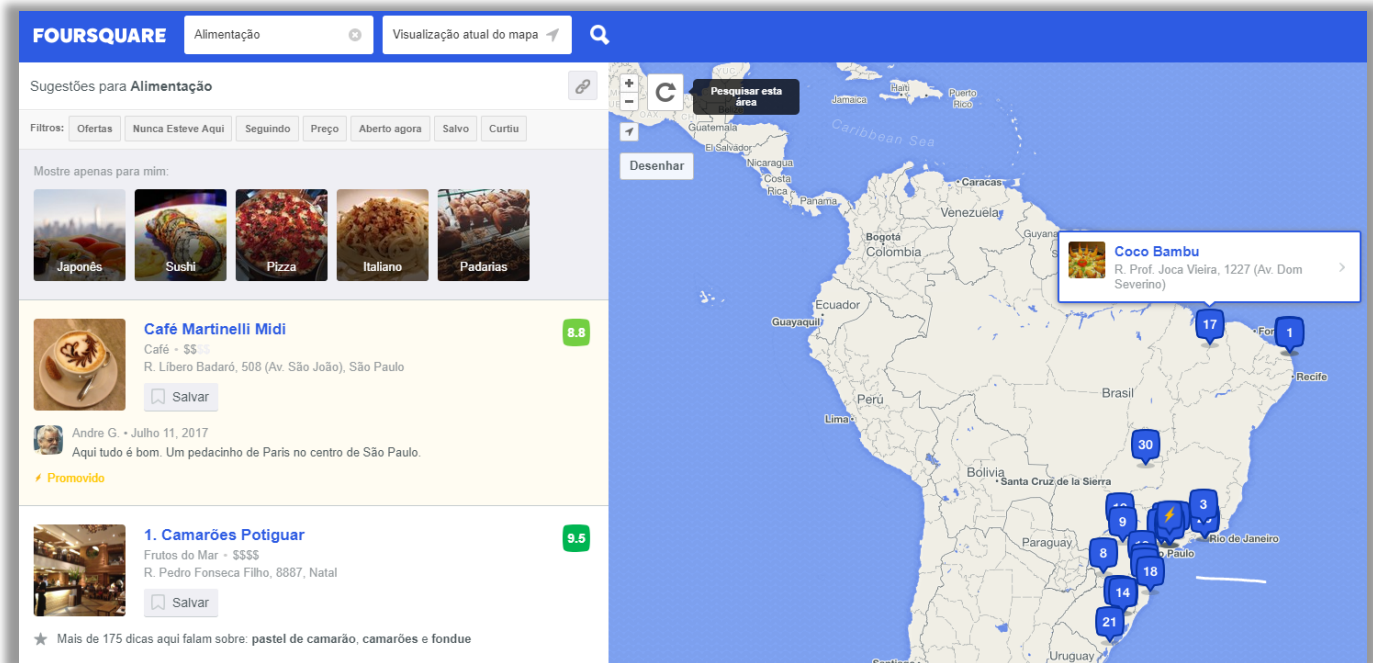 FOURSQUARE
Alimentação
Visualização atual do mapa
Sugestões para Alimentação
Filtros:
Ofertas
Nunca Esteve Aqui
Seguindo
Preço
Aberto agora
Salvo
Curtiu
Mostre apenas para mim:
Japonês
Sushi
Pizza
Italiano
Padarias
Café Martinelli Midi
8.8
Café • $$$$
R. Líbero Badaró, 508 (Av. São João), São Paulo
Salvar
Andre G. • Julho 11, 2017
Aqui tudo é bom. Um pedacinho de Paris no centro de São Paulo.
Promovido
1. Camarões Potiguar
9.5
Frutos do Mar • $$$$
R. Pedro Fonseca Filho, 8887, Natal
Salvar
Mais de 175 dicas aqui falam sobre: pastel de camarão, camarões e fondue
+
−
Pesquisar esta
área
Desenhar
Haiti
Jamaica
Puerto
Rico
Caribbean Sea
Guatemala
El Salvador
Nicaragua
Costa
Rica
Panama
Caracas
Venezuela
Bogotá
Colombia
Guyana
Coco Bambu
R. Prof. Joca Vieira, 1227 (Av. Dom
Severino)
Ecuador
Guayaquil
17
1
Recife
Brasil
Perú
Lima
30
Bolivia
Santa Cruz de la Sierra
3
9
Paraguay
Rio de Janeiro
Paulo
8
18
14
21
Uruguay